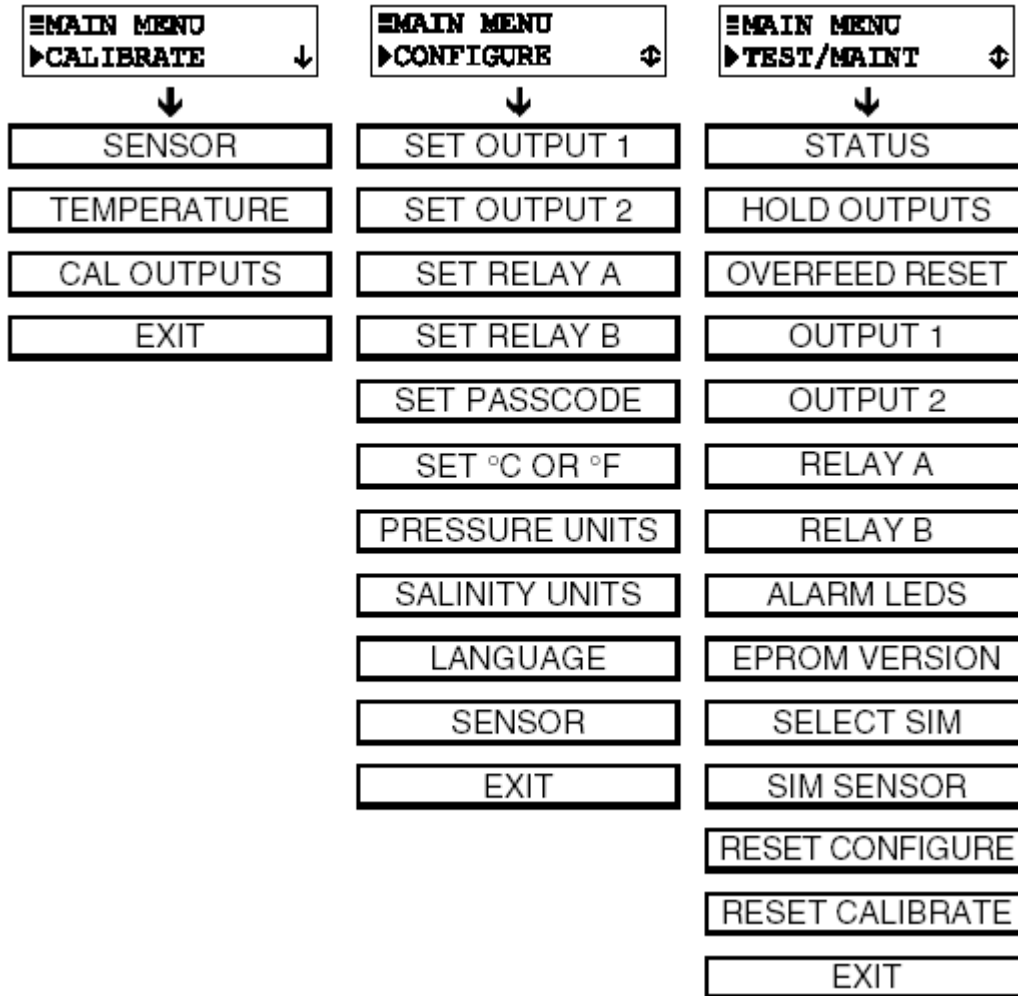 ≡MAIN MENU
▶CALIBRATE ↓
SENSOR
TEMPERATURE
CAL OUTPUTS
EXIT
≡MAIN MENU
▶CONFIGURE ⇕
SET OUTPUT 1
SET OUTPUT 2
SET RELAY A
SET RELAY B
SET PASSCODE
SET °C OR °F
PRESSURE UNITS
SALINITY UNITS
LANGUAGE
SENSOR
EXIT
≡MAIN MENU
▶TEST/MAINT ⇕
STATUS
HOLD OUTPUTS
OVERFEED RESET
OUTPUT 1
OUTPUT 2
RELAY A
RELAY B
ALARM LEDS
EPROM VERSION
SELECT SIM
SIM SENSOR
RESET CONFIGURE
RESET CALIBRATE
EXIT